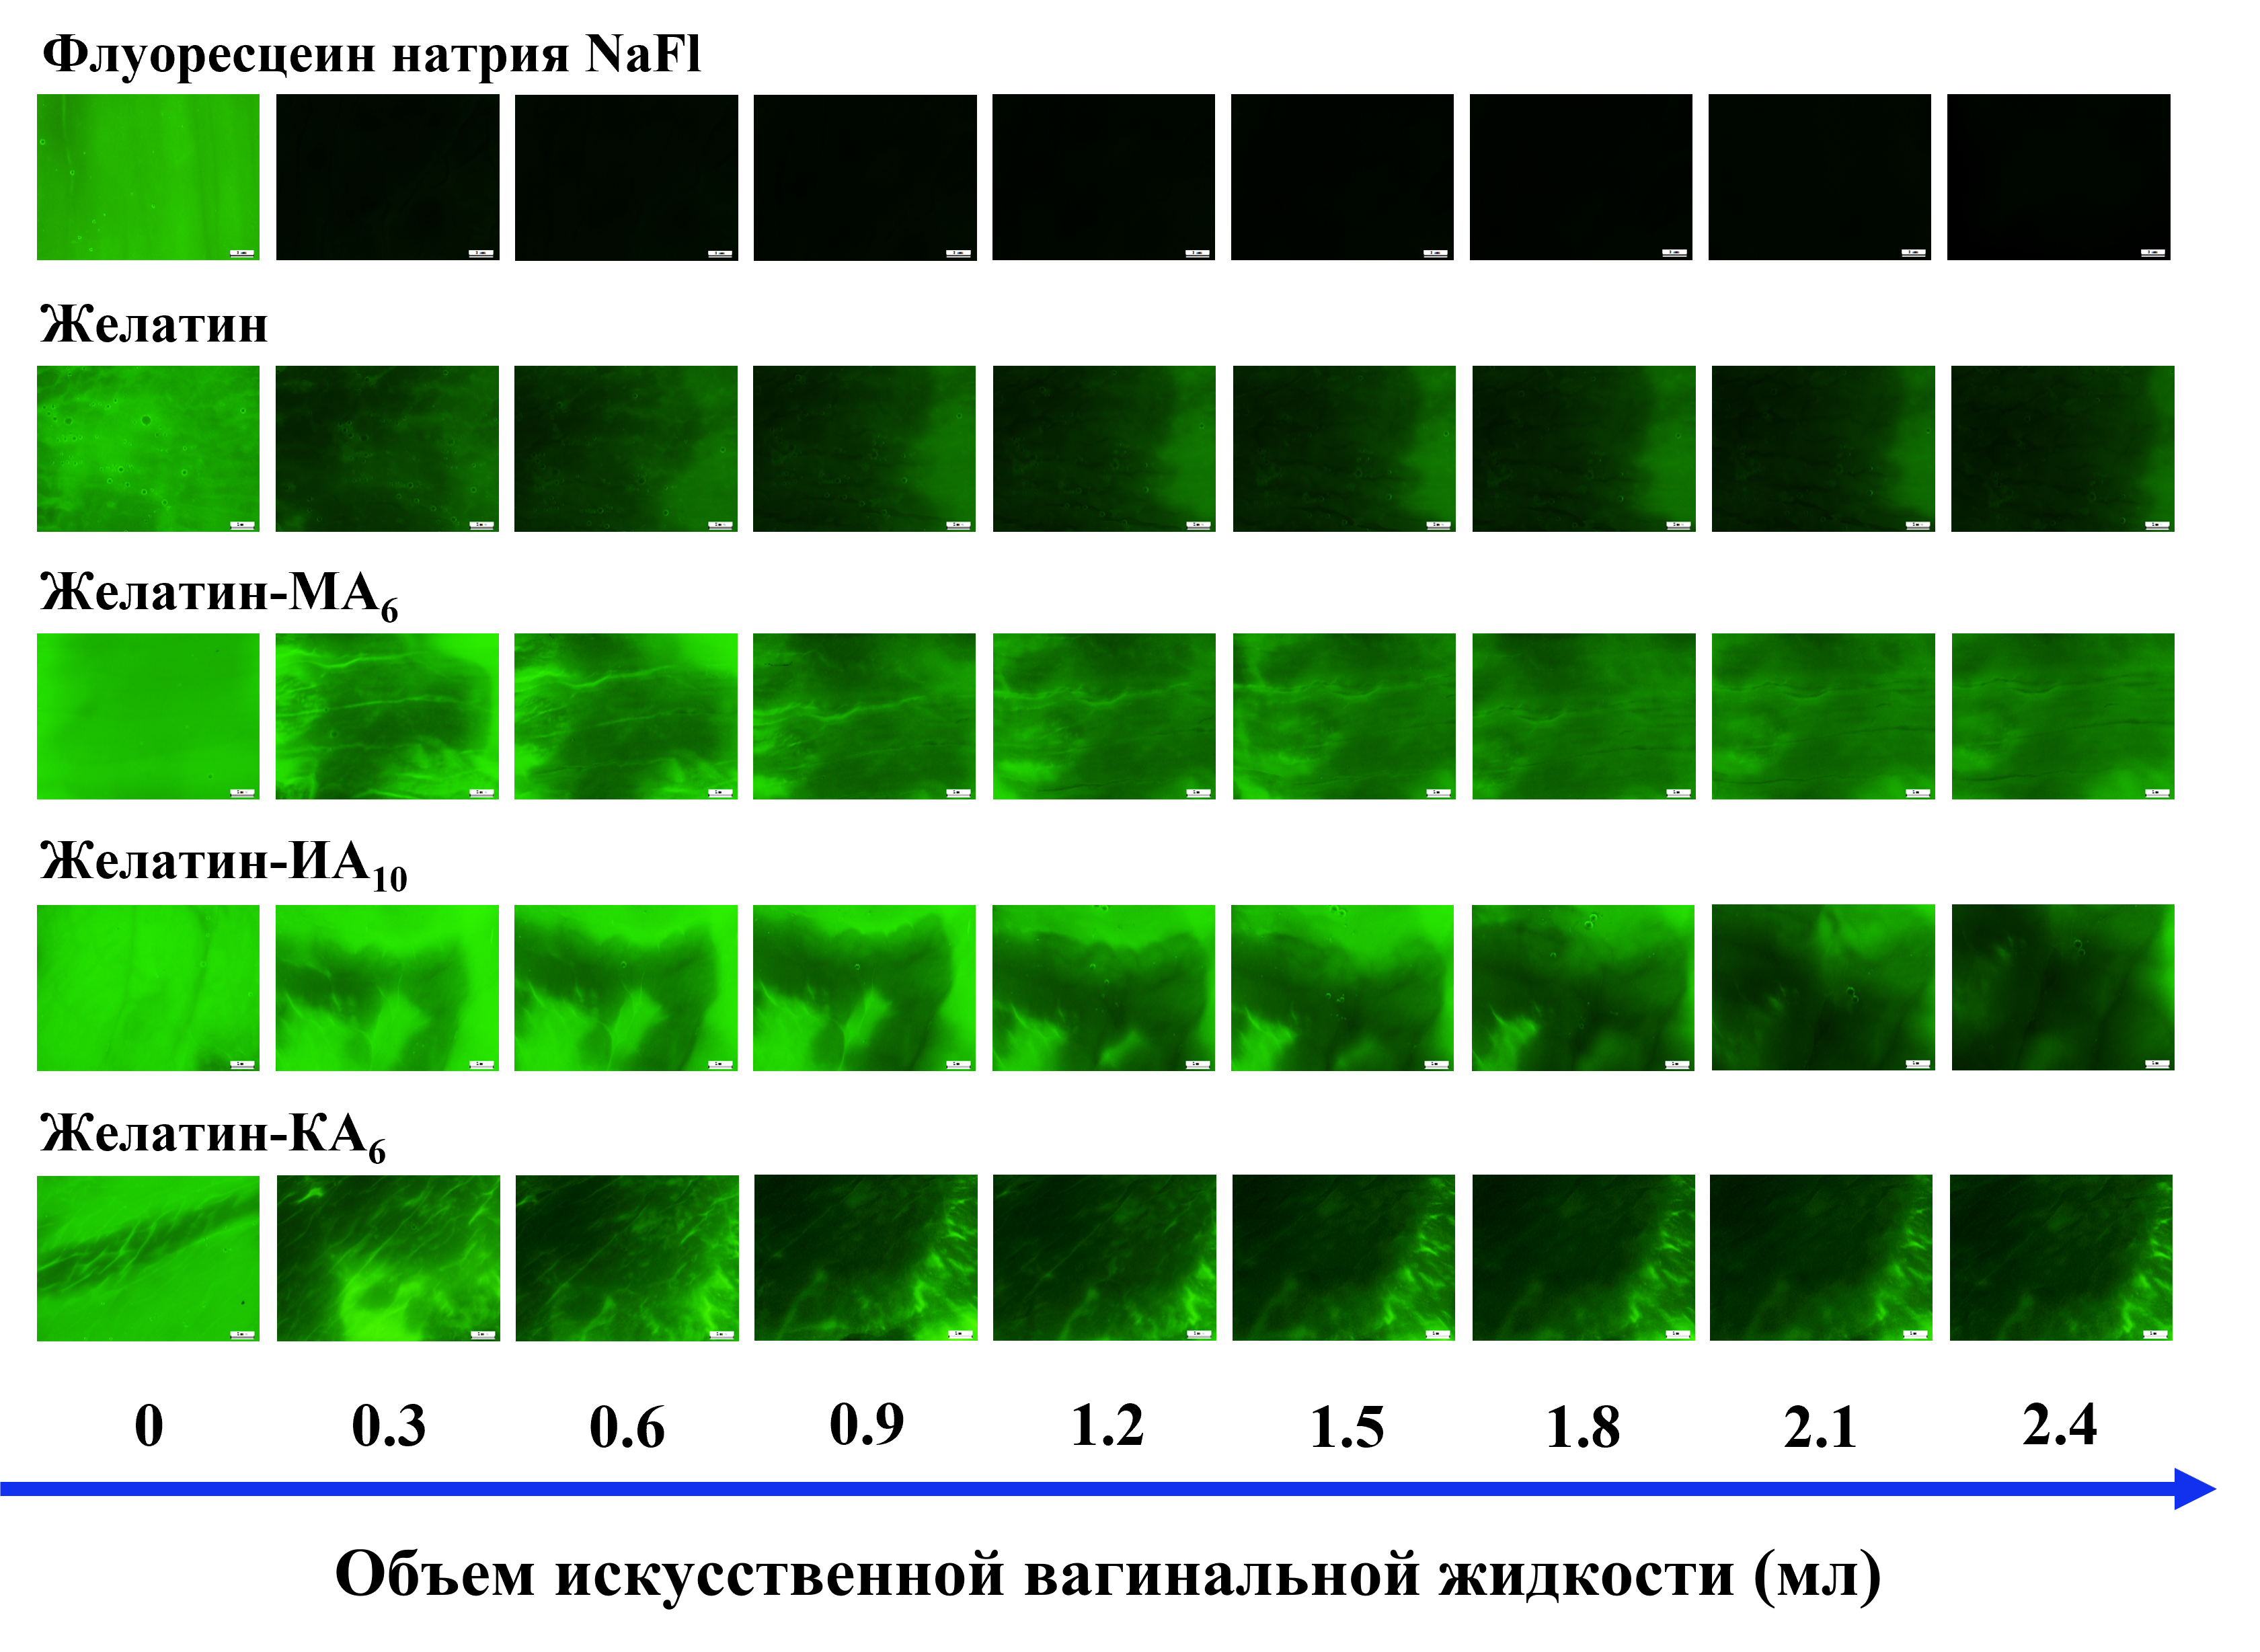 Флуоресцеин натрия NaFl
Желатин
Желатин-МА6
Желатин-ИА10
Желатин-КА6
0 0.3 0.6 0.9 1.2 1.5 1.8 2.1 2.4
Объем искусственной вагинальной жидкости (мл)